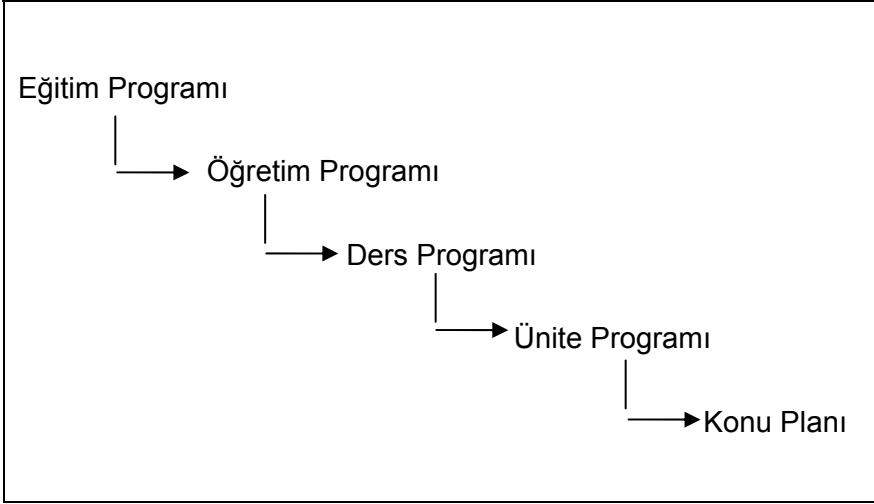 Eğitim Programı
Öğretim Programı
Ders Programı
Ünite Programı
Konu Planı